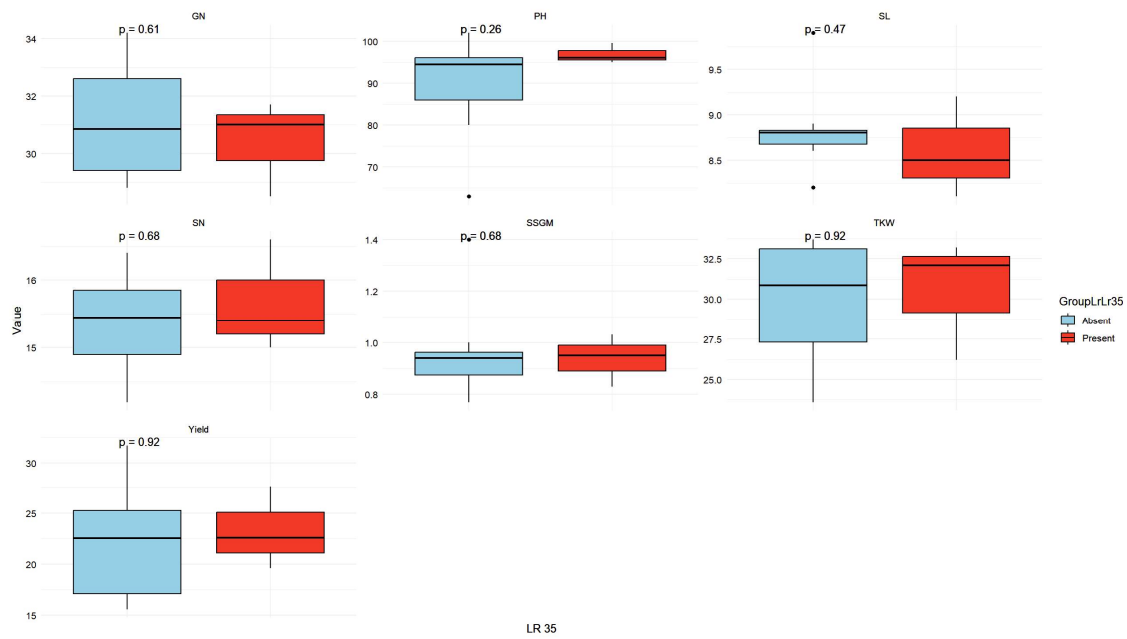 GN
PH
SL
p = 0.61
p = 0.26
p = 0.47
34
32
30
100
90
80
70
9.5
9.0
8.5
SN
SSGM
TKW
p = 0.68
p = 0.68
p = 0.92
16
15
1.4
1.2
1.0
0.8
32.5
30.0
27.5
25.0
Value
GroupLrLr35
Absent
Present
Yield
p = 0.92
30
25
20
15
LR 35